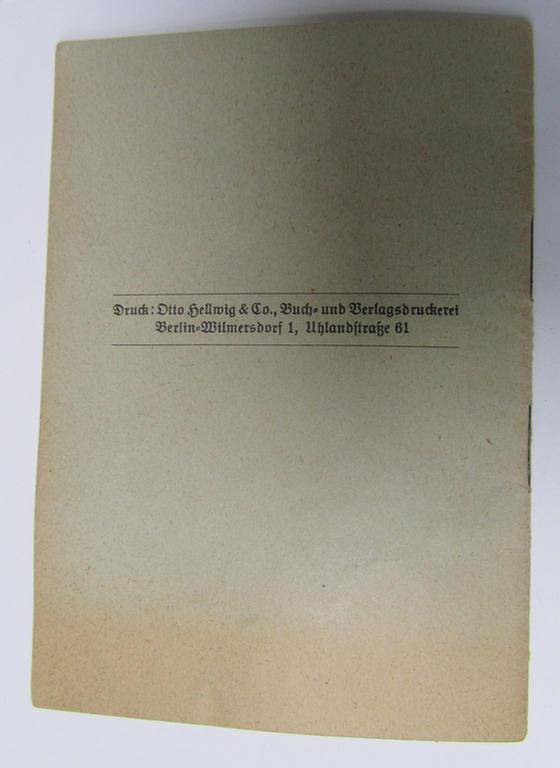 Druck: Otto Hellwig & Co., Buch- und Verlagsdruckerei
Berlin-Wilmersdorf 1, Uhlandstraße 61